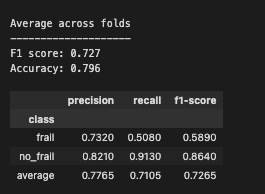 Average across folds
--------------------
F1 score: 0.727
Accuracy: 0.796
precision recall f1-score
class
frail 0.7320 0.5080 0.5890
no_frail 0.8210 0.9130 0.8640
average 0.7765 0.7105 0.7265